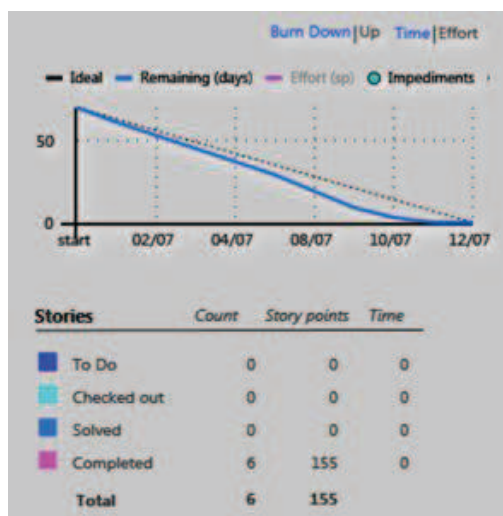 Burn Down|Up Time|Effort
Ideal Remaining (days) Effort (sp) Impediments
50
0
start 02/07 04/07 06/07 08/07 10/07 12/07
Stories Count Story points Time
To Do 0 0 0
Checked out 0 0 0
Solved 0 0 0
Completed 6 155 0
Total 6 155